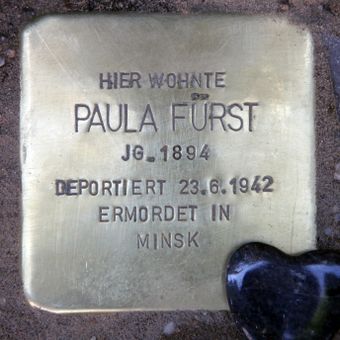 HIER WOHNTE
PAULA FÜRST
JG. 1894
DEPORTIERT 23.6.1942
ERMORDET IN
MINSK